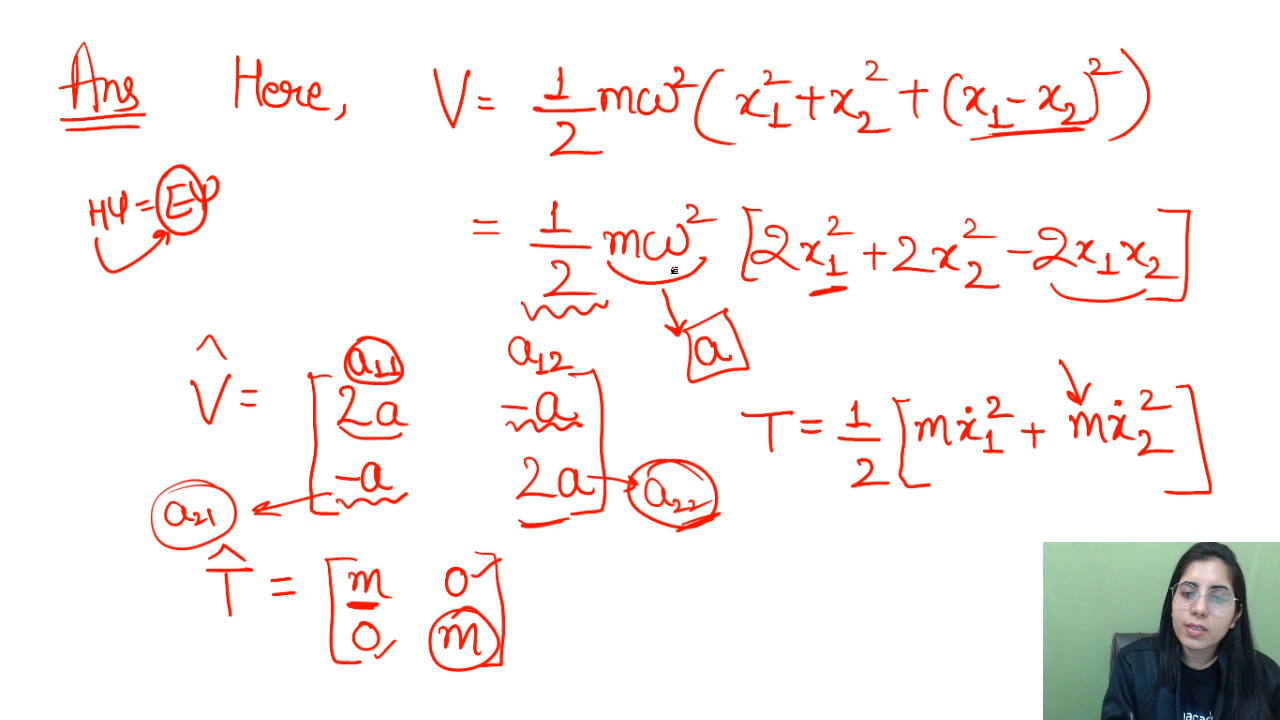 Ans Here, V = 1/2 mω² (x₁² + x₂² + (x₁ - x₂)²)
Hψ = Eψ
= 1/2 mω² [2x₁² + 2x₂² - 2x₁x₂]
a
a₁₁ a₁₂
V̂ = [2a -a
-a 2a] a₂₂
a₂₁
T = 1/2 [mẋ₁² + mẋ₂²]
T̂ = [m 0
0 m]